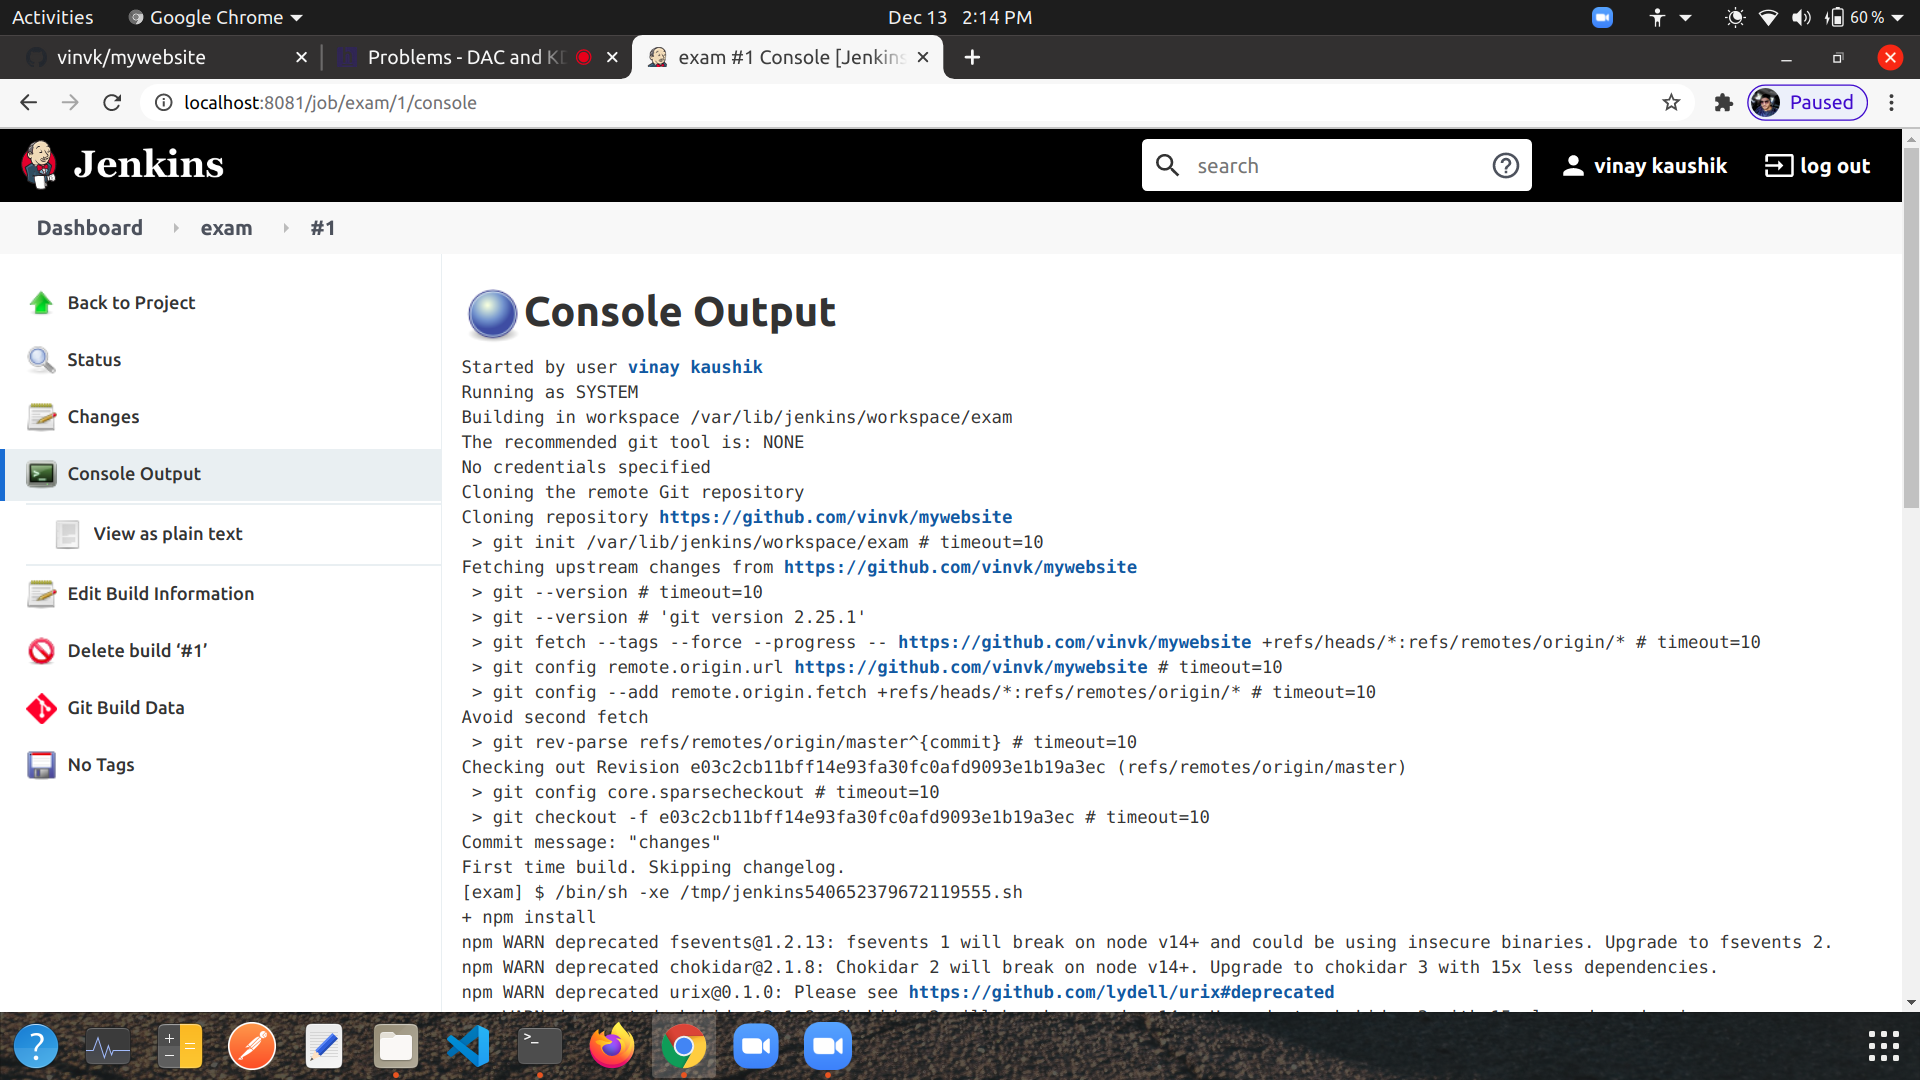 Activities
Google Chrome
Dec 13 2:14 PM
60 %
vinvk/mywebsite
Problems - DAC and KD
exam #1 Console [Jenkins
localhost:8081/job/exam/1/console
Paused
Jenkins
search
vinay kaushik
log out
Dashboard
exam
#1
Back to Project
Status
Changes
Console Output
View as plain text
Edit Build Information
Delete build ‘#1’
Git Build Data
No Tags
Console Output
Started by user vinay kaushik
Running as SYSTEM
Building in workspace /var/lib/jenkins/workspace/exam
The recommended git tool is: NONE
No credentials specified
Cloning the remote Git repository
Cloning repository https://github.com/vinvk/mywebsite
> git init /var/lib/jenkins/workspace/exam # timeout=10
Fetching upstream changes from https://github.com/vinvk/mywebsite
> git --version # timeout=10
> git --version # 'git version 2.25.1'
> git fetch --tags --force --progress -- https://github.com/vinvk/mywebsite +refs/heads/*:refs/remotes/origin/* # timeout=10
> git config remote.origin.url https://github.com/vinvk/mywebsite # timeout=10
> git config --add remote.origin.fetch +refs/heads/*:refs/remotes/origin/* # timeout=10
Avoid second fetch
> git rev-parse refs/remotes/origin/master^{commit} # timeout=10
Checking out Revision e03c2cb11bff14e93fa30fc0afd9093e1b19a3ec (refs/remotes/origin/master)
> git config core.sparsecheckout # timeout=10
> git checkout -f e03c2cb11bff14e93fa30fc0afd9093e1b19a3ec # timeout=10
Commit message: "changes"
First time build. Skipping changelog.
[exam] $ /bin/sh -xe /tmp/jenkins540652379672119555.sh
+ npm install
npm WARN deprecated fsevents@1.2.13: fsevents 1 will break on node v14+ and could be using insecure binaries. Upgrade to fsevents 2.
npm WARN deprecated chokidar@2.1.8: Chokidar 2 will break on node v14+. Upgrade to chokidar 3 with 15x less dependencies.
npm WARN deprecated urix@0.1.0: Please see https://github.com/lydell/urix#deprecated